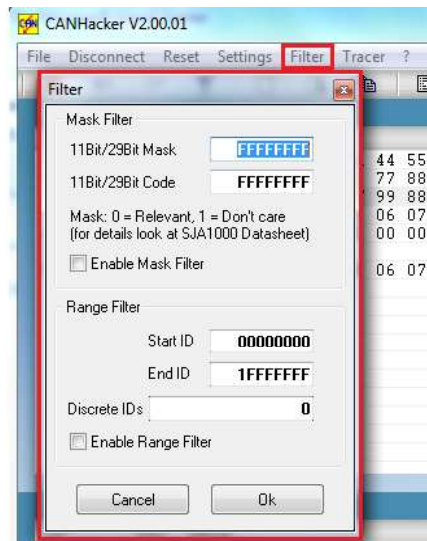 CANHacker V2.00.01
File Disconnect Reset Settings Filter Tracer ?
Filter
Mask Filter
11Bit/29Bit Mask FFFFFFFF
11Bit/29Bit Code FFFFFFFF
Mask: 0 = Relevant, 1 = Don't care
(for details look at SJA1000 Datasheet)
Enable Mask Filter
Range Filter
Start ID 00000000
End ID 1FFFFFFF
Discrete IDs 0
Enable Range Filter
Cancel Ok
44 55
77 88
99 88
06 07
00 00
06 07